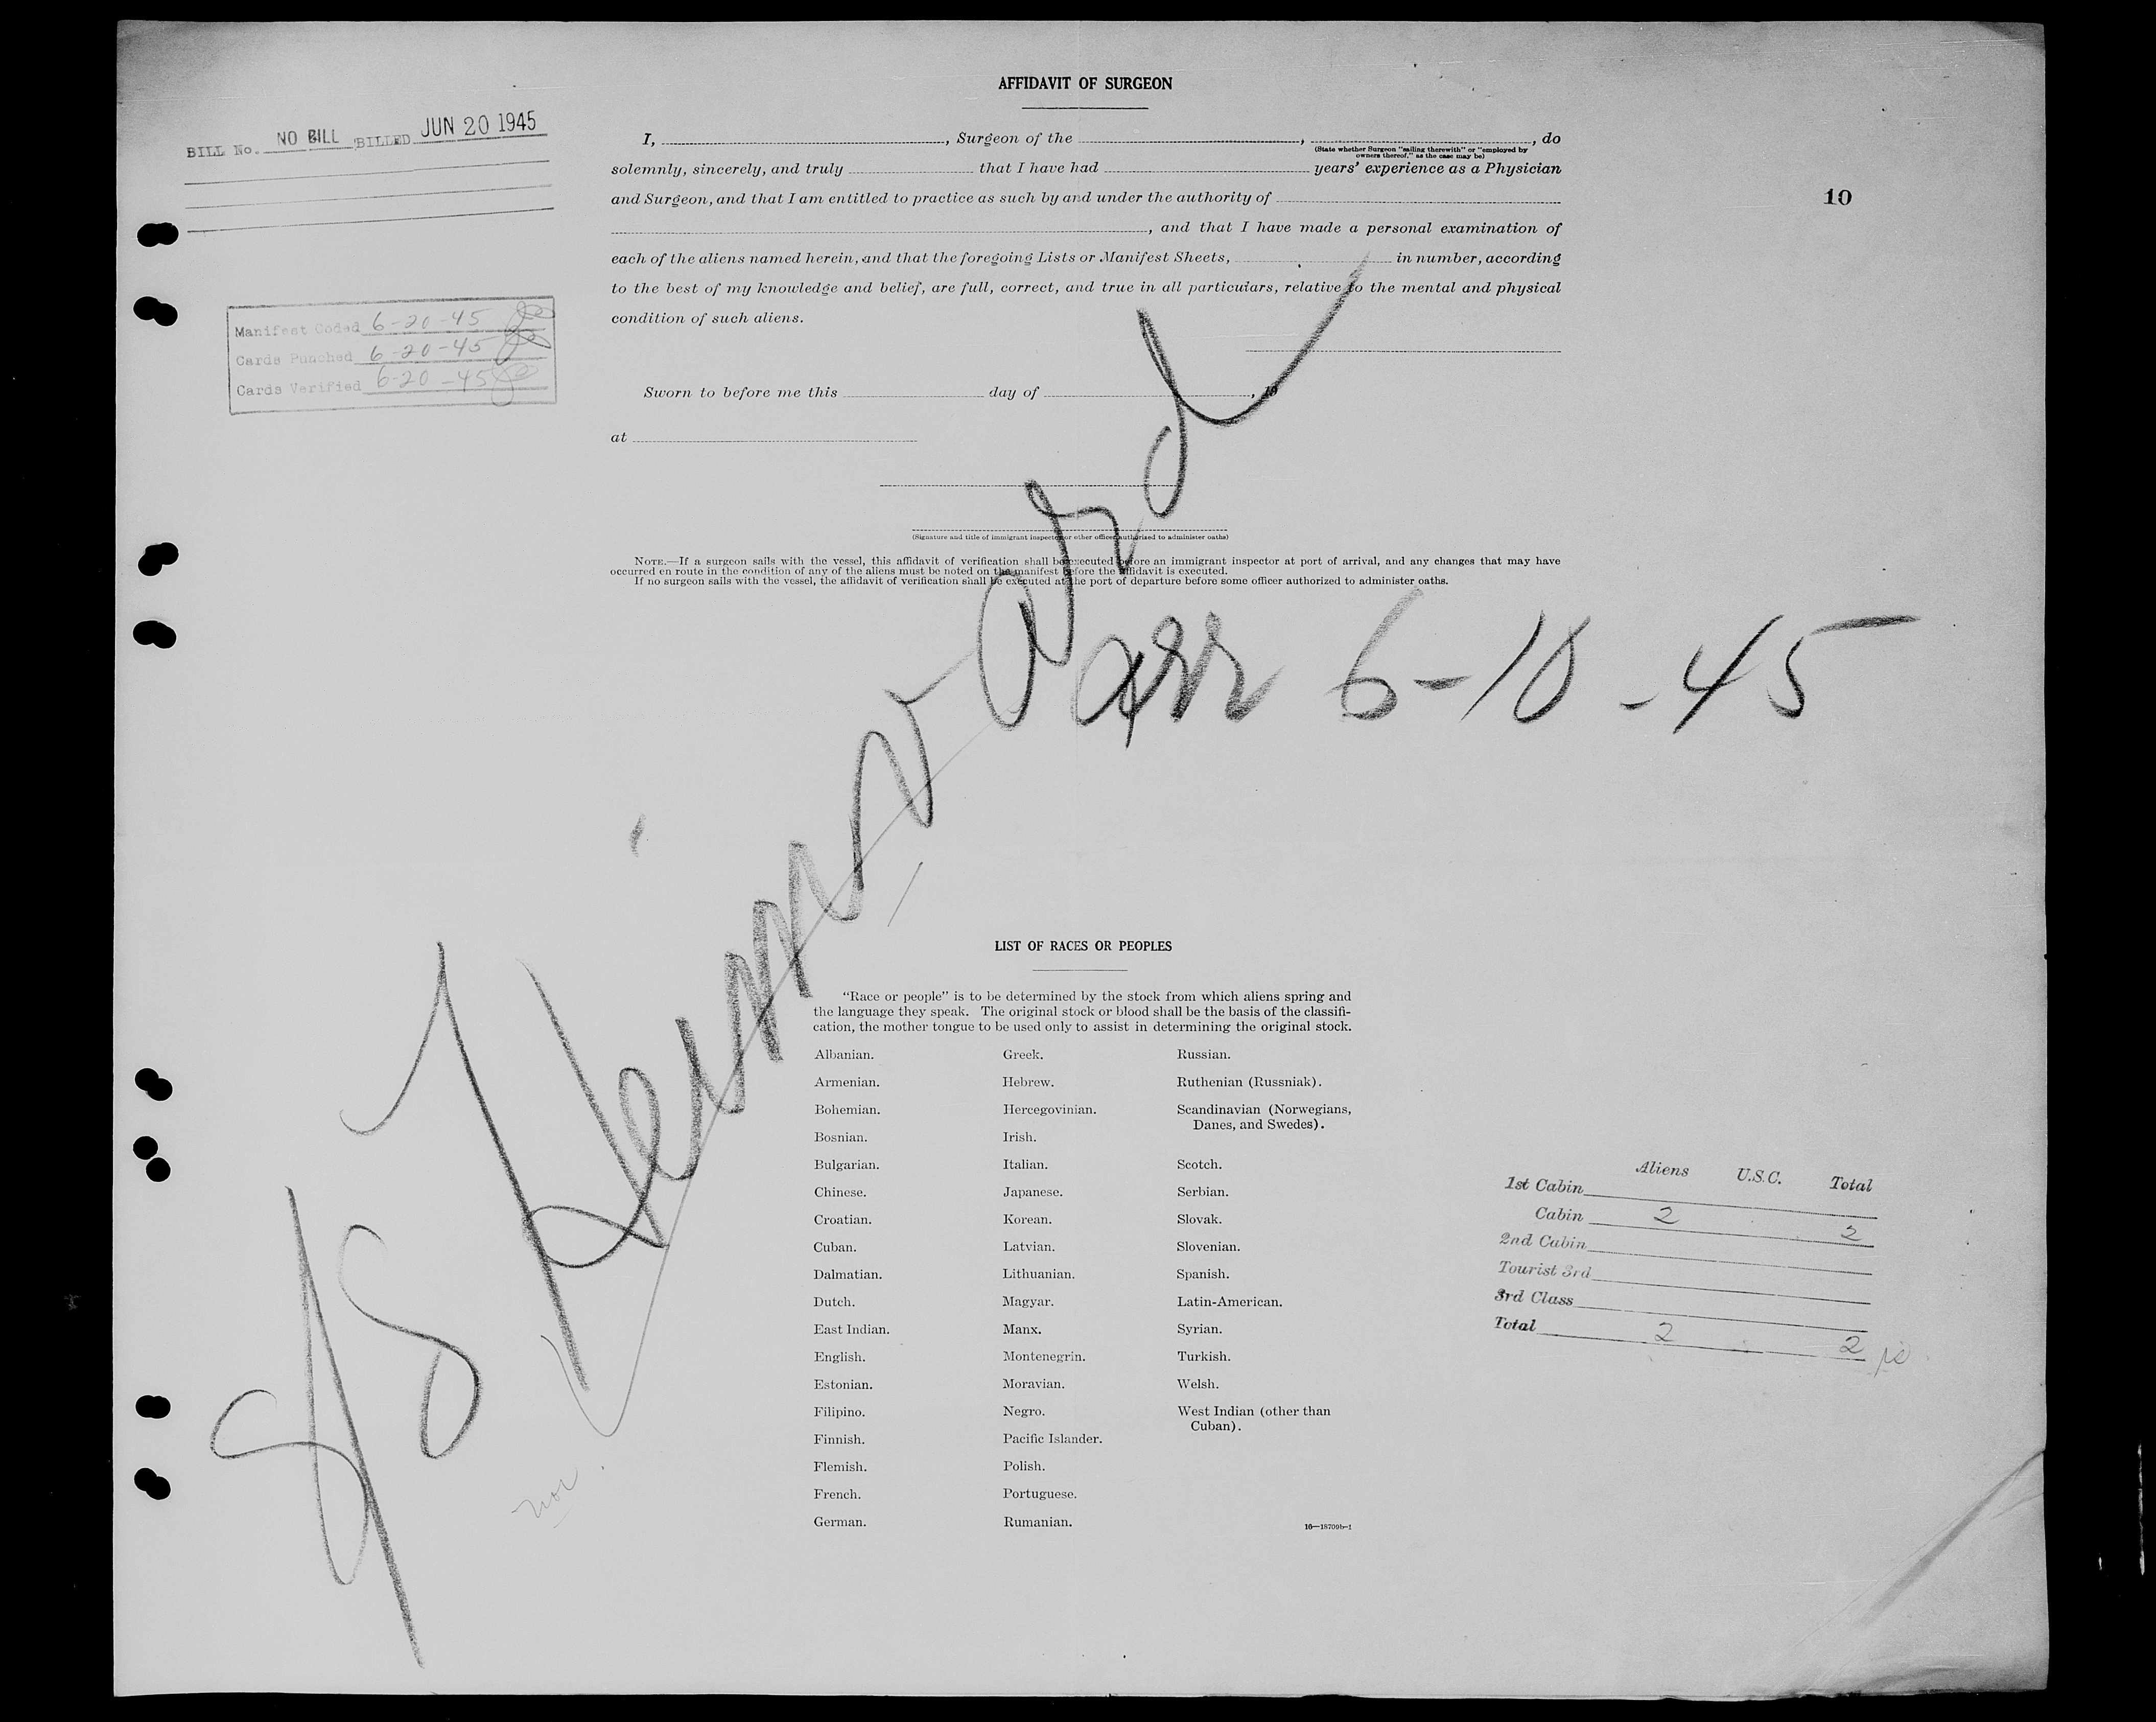 AFFIDAVIT OF SURGEON
BILL No. NO BILL BILLED JUN 20 1945
I, , Surgeon of the , , do
(State whether Surgeon "sailing therewith" or "employed by
owners thereof," as the case may be)
solemnly, sincerely, and truly that I have had years' experience as a Physician
and Surgeon, and that I am entitled to practice as such by and under the authority of
, and that I have made a personal examination of
each of the aliens named herein, and that the foregoing Lists or Manifest Sheets, in number, according
to the best of my knowledge and belief, are full, correct, and true in all particulars, relative to the mental and physical
condition of such aliens.
10
Manifest Coded 6-20-45
Cards Punched 6-20-45
Cards Verified 6-20-45
Sworn to before me this day of , 19
at
(Signature and title of immigrant inspector or other officer authorized to administer oaths)
NOTE.—If a surgeon sails with the vessel, this affidavit of verification shall be executed before an immigrant inspector at port of arrival, and any changes that may have
occurred en route in the condition of any of the aliens must be noted on the manifest before the affidavit is executed.
If no surgeon sails with the vessel, the affidavit of verification shall be executed at the port of departure before some officer authorized to administer oaths.
arr 6-10-45
S/S
LIST OF RACES OR PEOPLES
"Race or people" is to be determined by the stock from which aliens spring and
the language they speak. The original stock or blood shall be the basis of the classifi-
cation, the mother tongue to be used only to assist in determining the original stock.
Albanian.
Armenian.
Bohemian.
Bosnian.
Bulgarian.
Chinese.
Croatian.
Cuban.
Dalmatian.
Dutch.
East Indian.
English.
Estonian.
Filipino.
Finnish.
Flemish.
French.
German.
Greek.
Hebrew.
Hercegovinian.
Irish.
Italian.
Japanese.
Korean.
Latvian.
Lithuanian.
Magyar.
Manx.
Montenegrin.
Moravian.
Negro.
Pacific Islander.
Polish.
Portuguese.
Rumanian.
Russian.
Ruthenian (Russniak).
Scandinavian (Norwegians,
Danes, and Swedes).
Scotch.
Serbian.
Slovak.
Slovenian.
Spanish.
Latin-American.
Syrian.
Turkish.
Welsh.
West Indian (other than
Cuban).
16—18709b-1
Aliens U.S.C. Total
1st Cabin
Cabin 2 2
2nd Cabin
Tourist 3rd
3rd Class
Total 2 2
nor